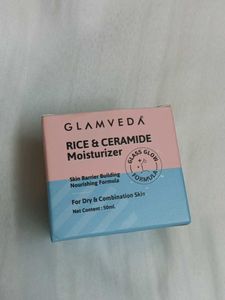 GLAMVEDA
RICE & CERAMIDE
Moisturizer
GLASS GLOW
FORMULA
Skin Barrier Building
Nourishing Formula
For Dry & Combination Skin
Net Content : 50ml.